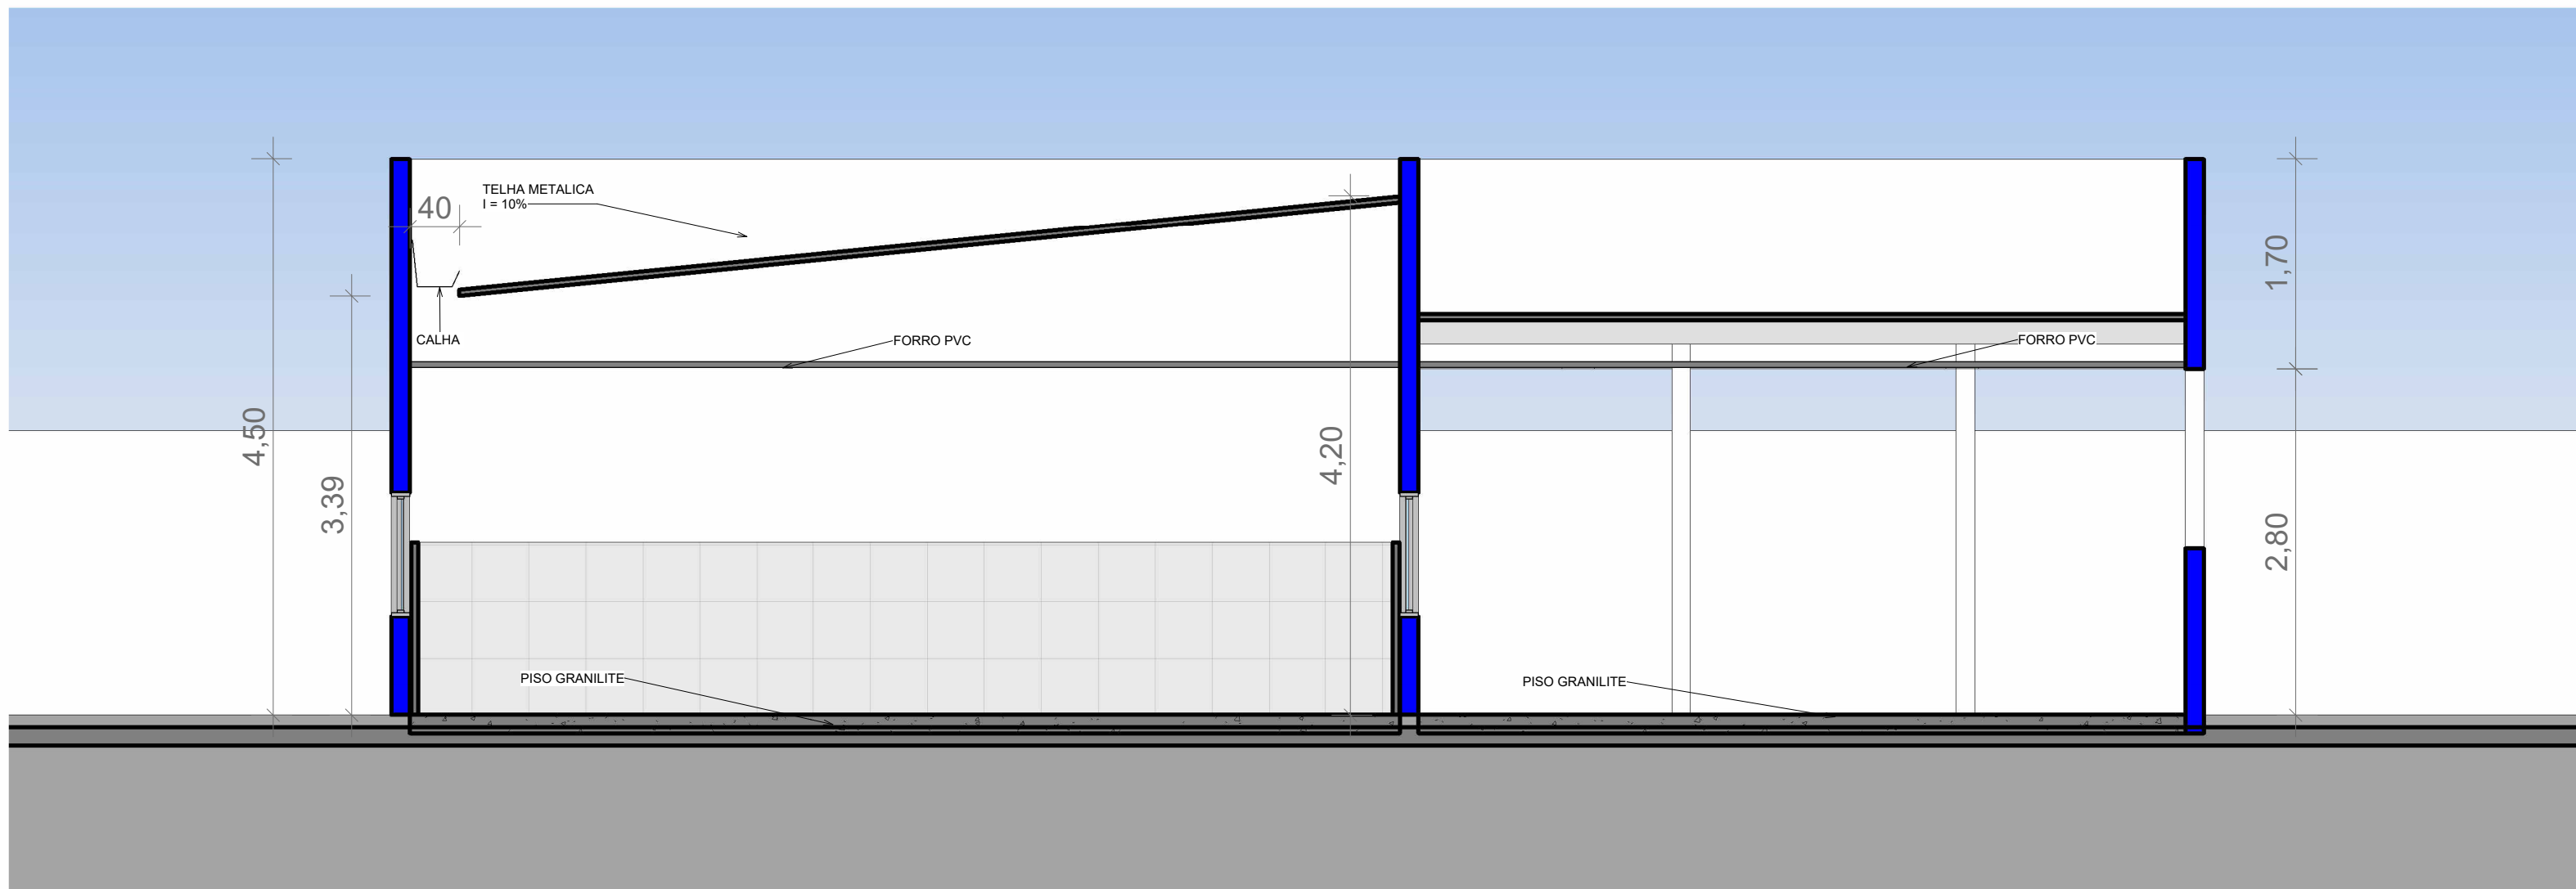 TELHA METALICA
I = 10%
40
CALHA
FORRO PVC
FORRO PVC
1,70
4,50
3,39
4,20
2,80
PISO GRANILITE
PISO GRANILITE